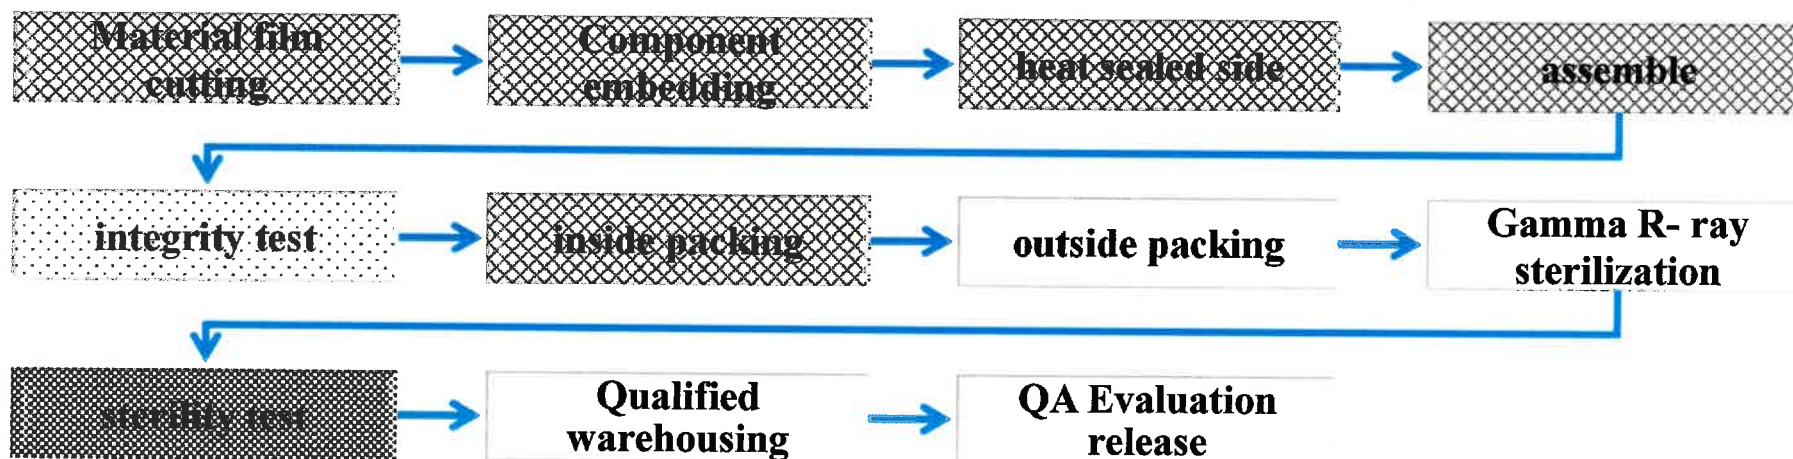 Material film
cutting
Component
embedding
heat sealed side
assemble
integrity test
inside packing
outside packing
Gamma R- ray
sterilization
sterility test
Qualified
warehousing
QA Evaluation
release